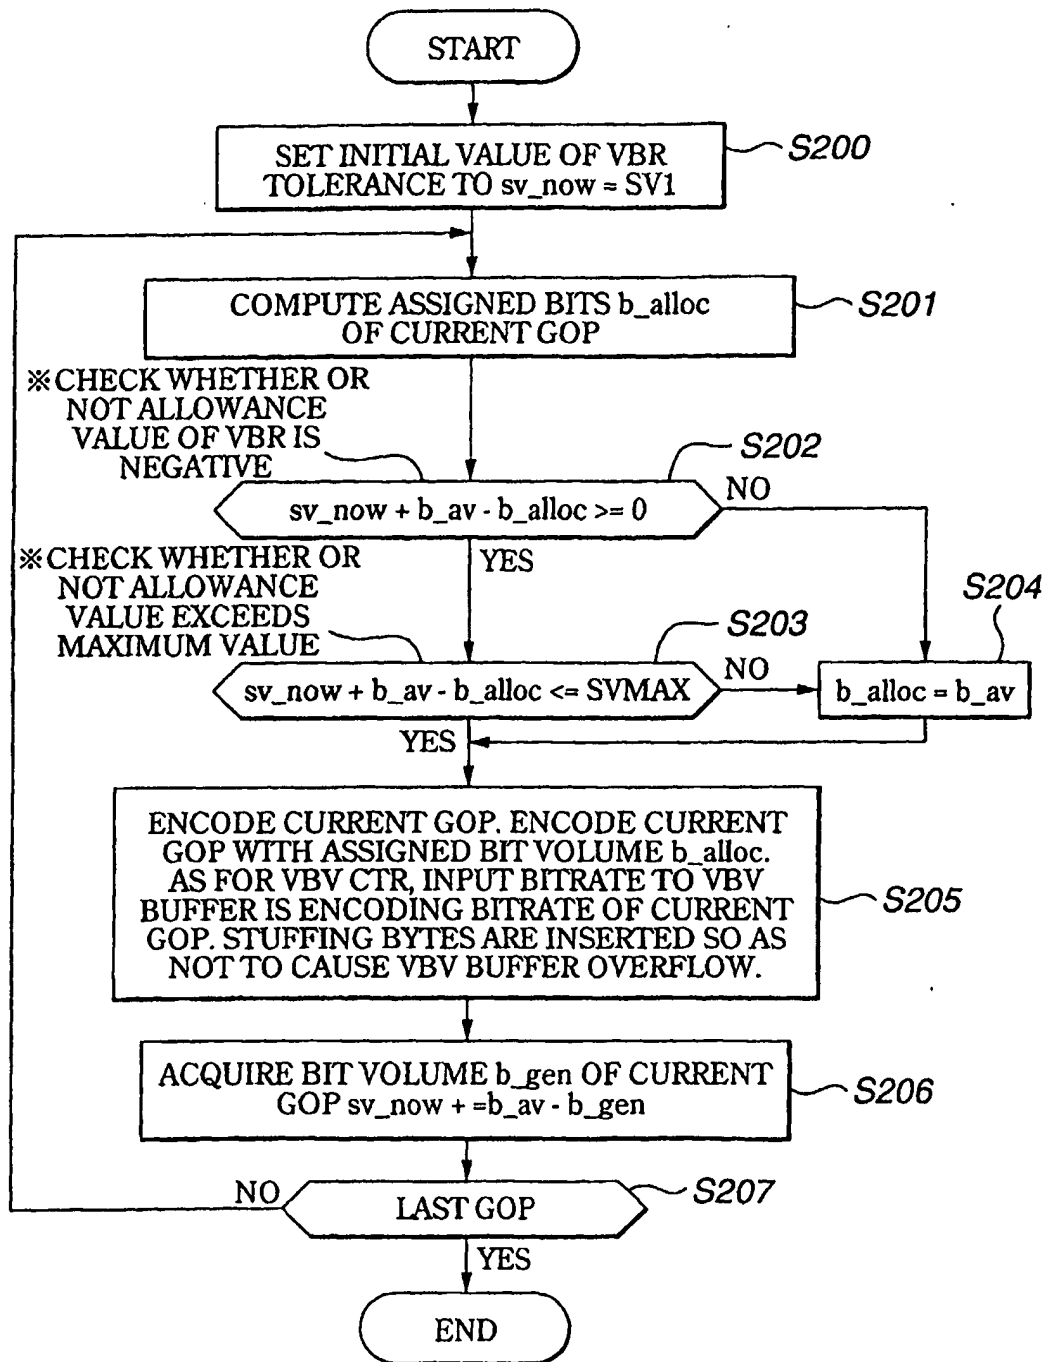 START
SET INITIAL VALUE OF VBR
TOLERANCE TO sv_now = SV1
S200
COMPUTE ASSIGNED BITS b_alloc
OF CURRENT GOP
S201
※CHECK WHETHER OR
NOT ALLOWANCE
VALUE OF VBR IS
NEGATIVE
S202
sv_now + b_av - b_alloc >= 0
NO
YES
※CHECK WHETHER OR
NOT ALLOWANCE
VALUE EXCEEDS
MAXIMUM VALUE
S203
S204
sv_now + b_av - b_alloc <= SVMAX
NO
b_alloc = b_av
YES
ENCODE CURRENT GOP. ENCODE CURRENT
GOP WITH ASSIGNED BIT VOLUME b_alloc.
AS FOR VBV CTR, INPUT BITRATE TO VBV
BUFFER IS ENCODING BITRATE OF CURRENT
GOP. STUFFING BYTES ARE INSERTED SO AS
NOT TO CAUSE VBV BUFFER OVERFLOW.
S205
ACQUIRE BIT VOLUME b_gen OF CURRENT
GOP sv_now + =b_av - b_gen
S206
NO
LAST GOP
S207
YES
END